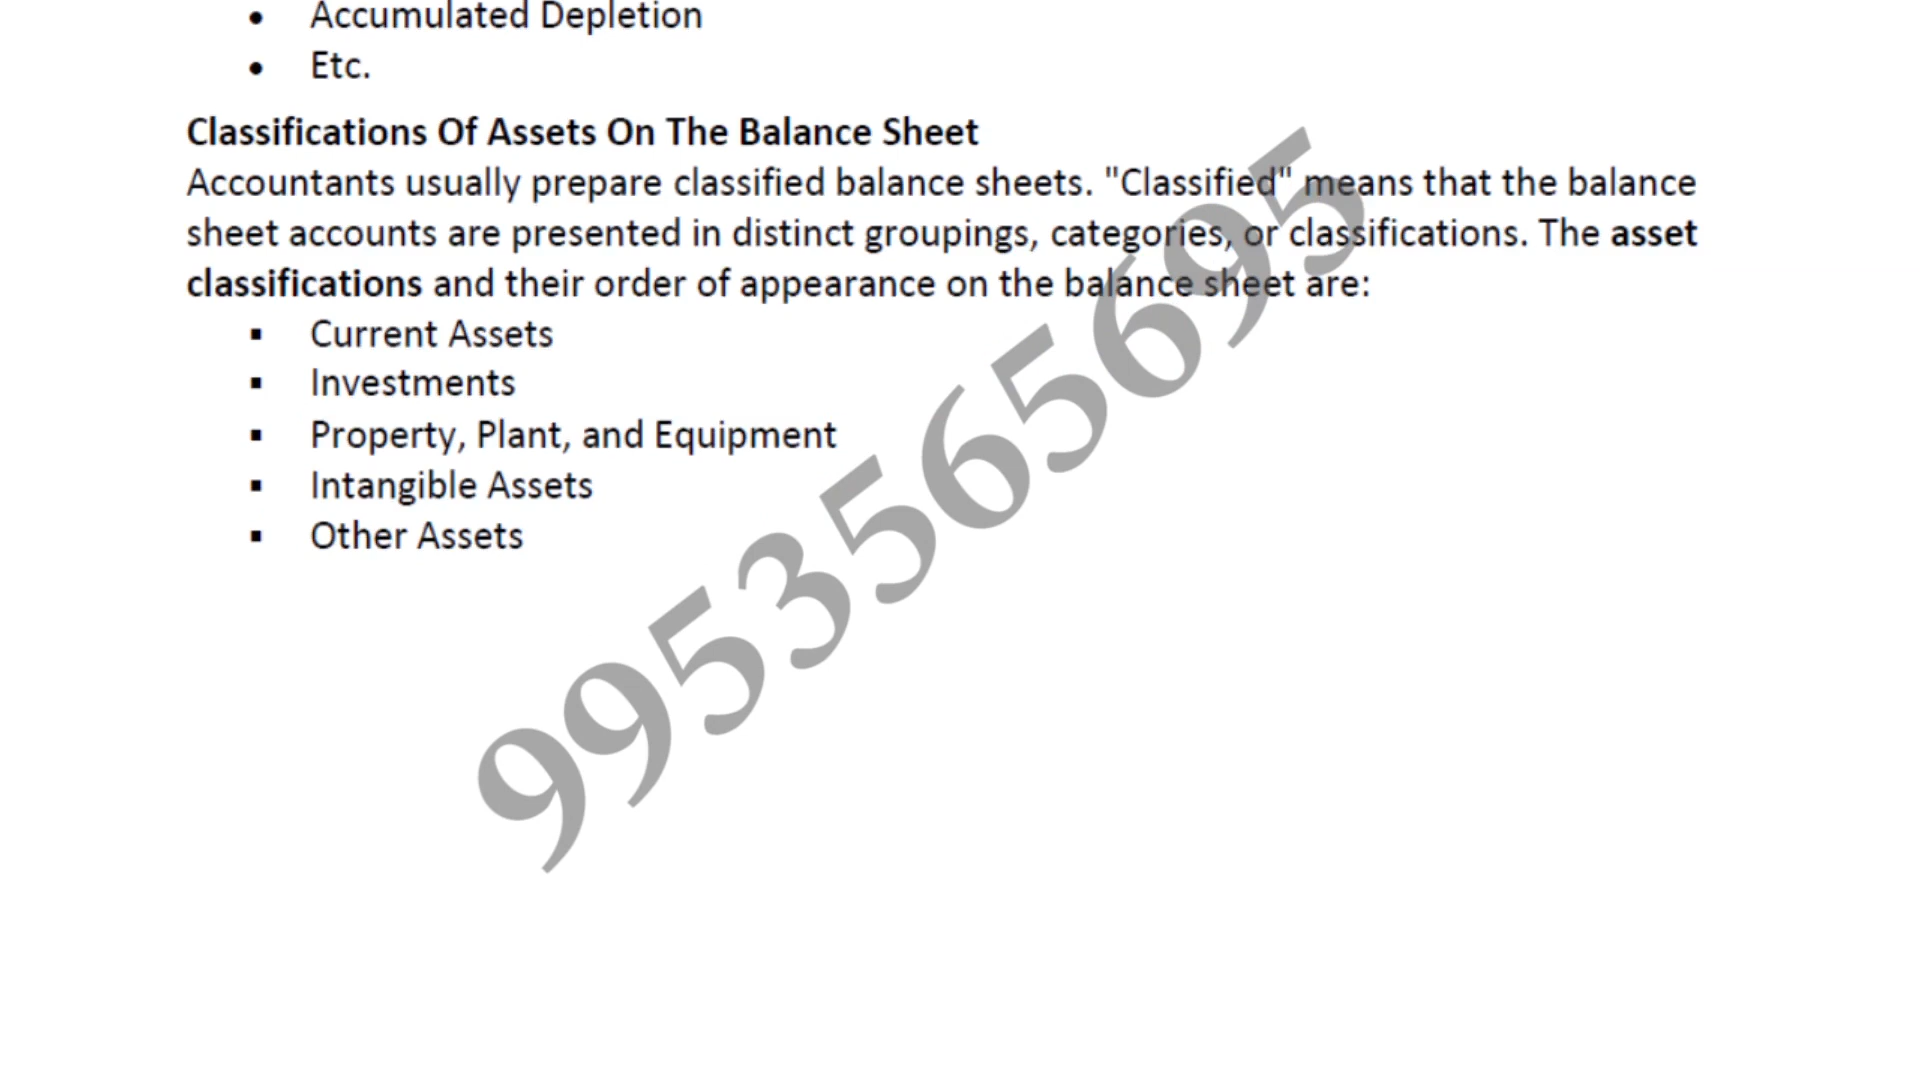 • Accumulated Depletion
• Etc.
Classifications Of Assets On The Balance Sheet
Accountants usually prepare classified balance sheets. "Classified" means that the balance
sheet accounts are presented in distinct groupings, categories, or classifications. The asset
classifications and their order of appearance on the balance sheet are:
▪ Current Assets
▪ Investments
▪ Property, Plant, and Equipment
▪ Intangible Assets
▪ Other Assets
9953565695